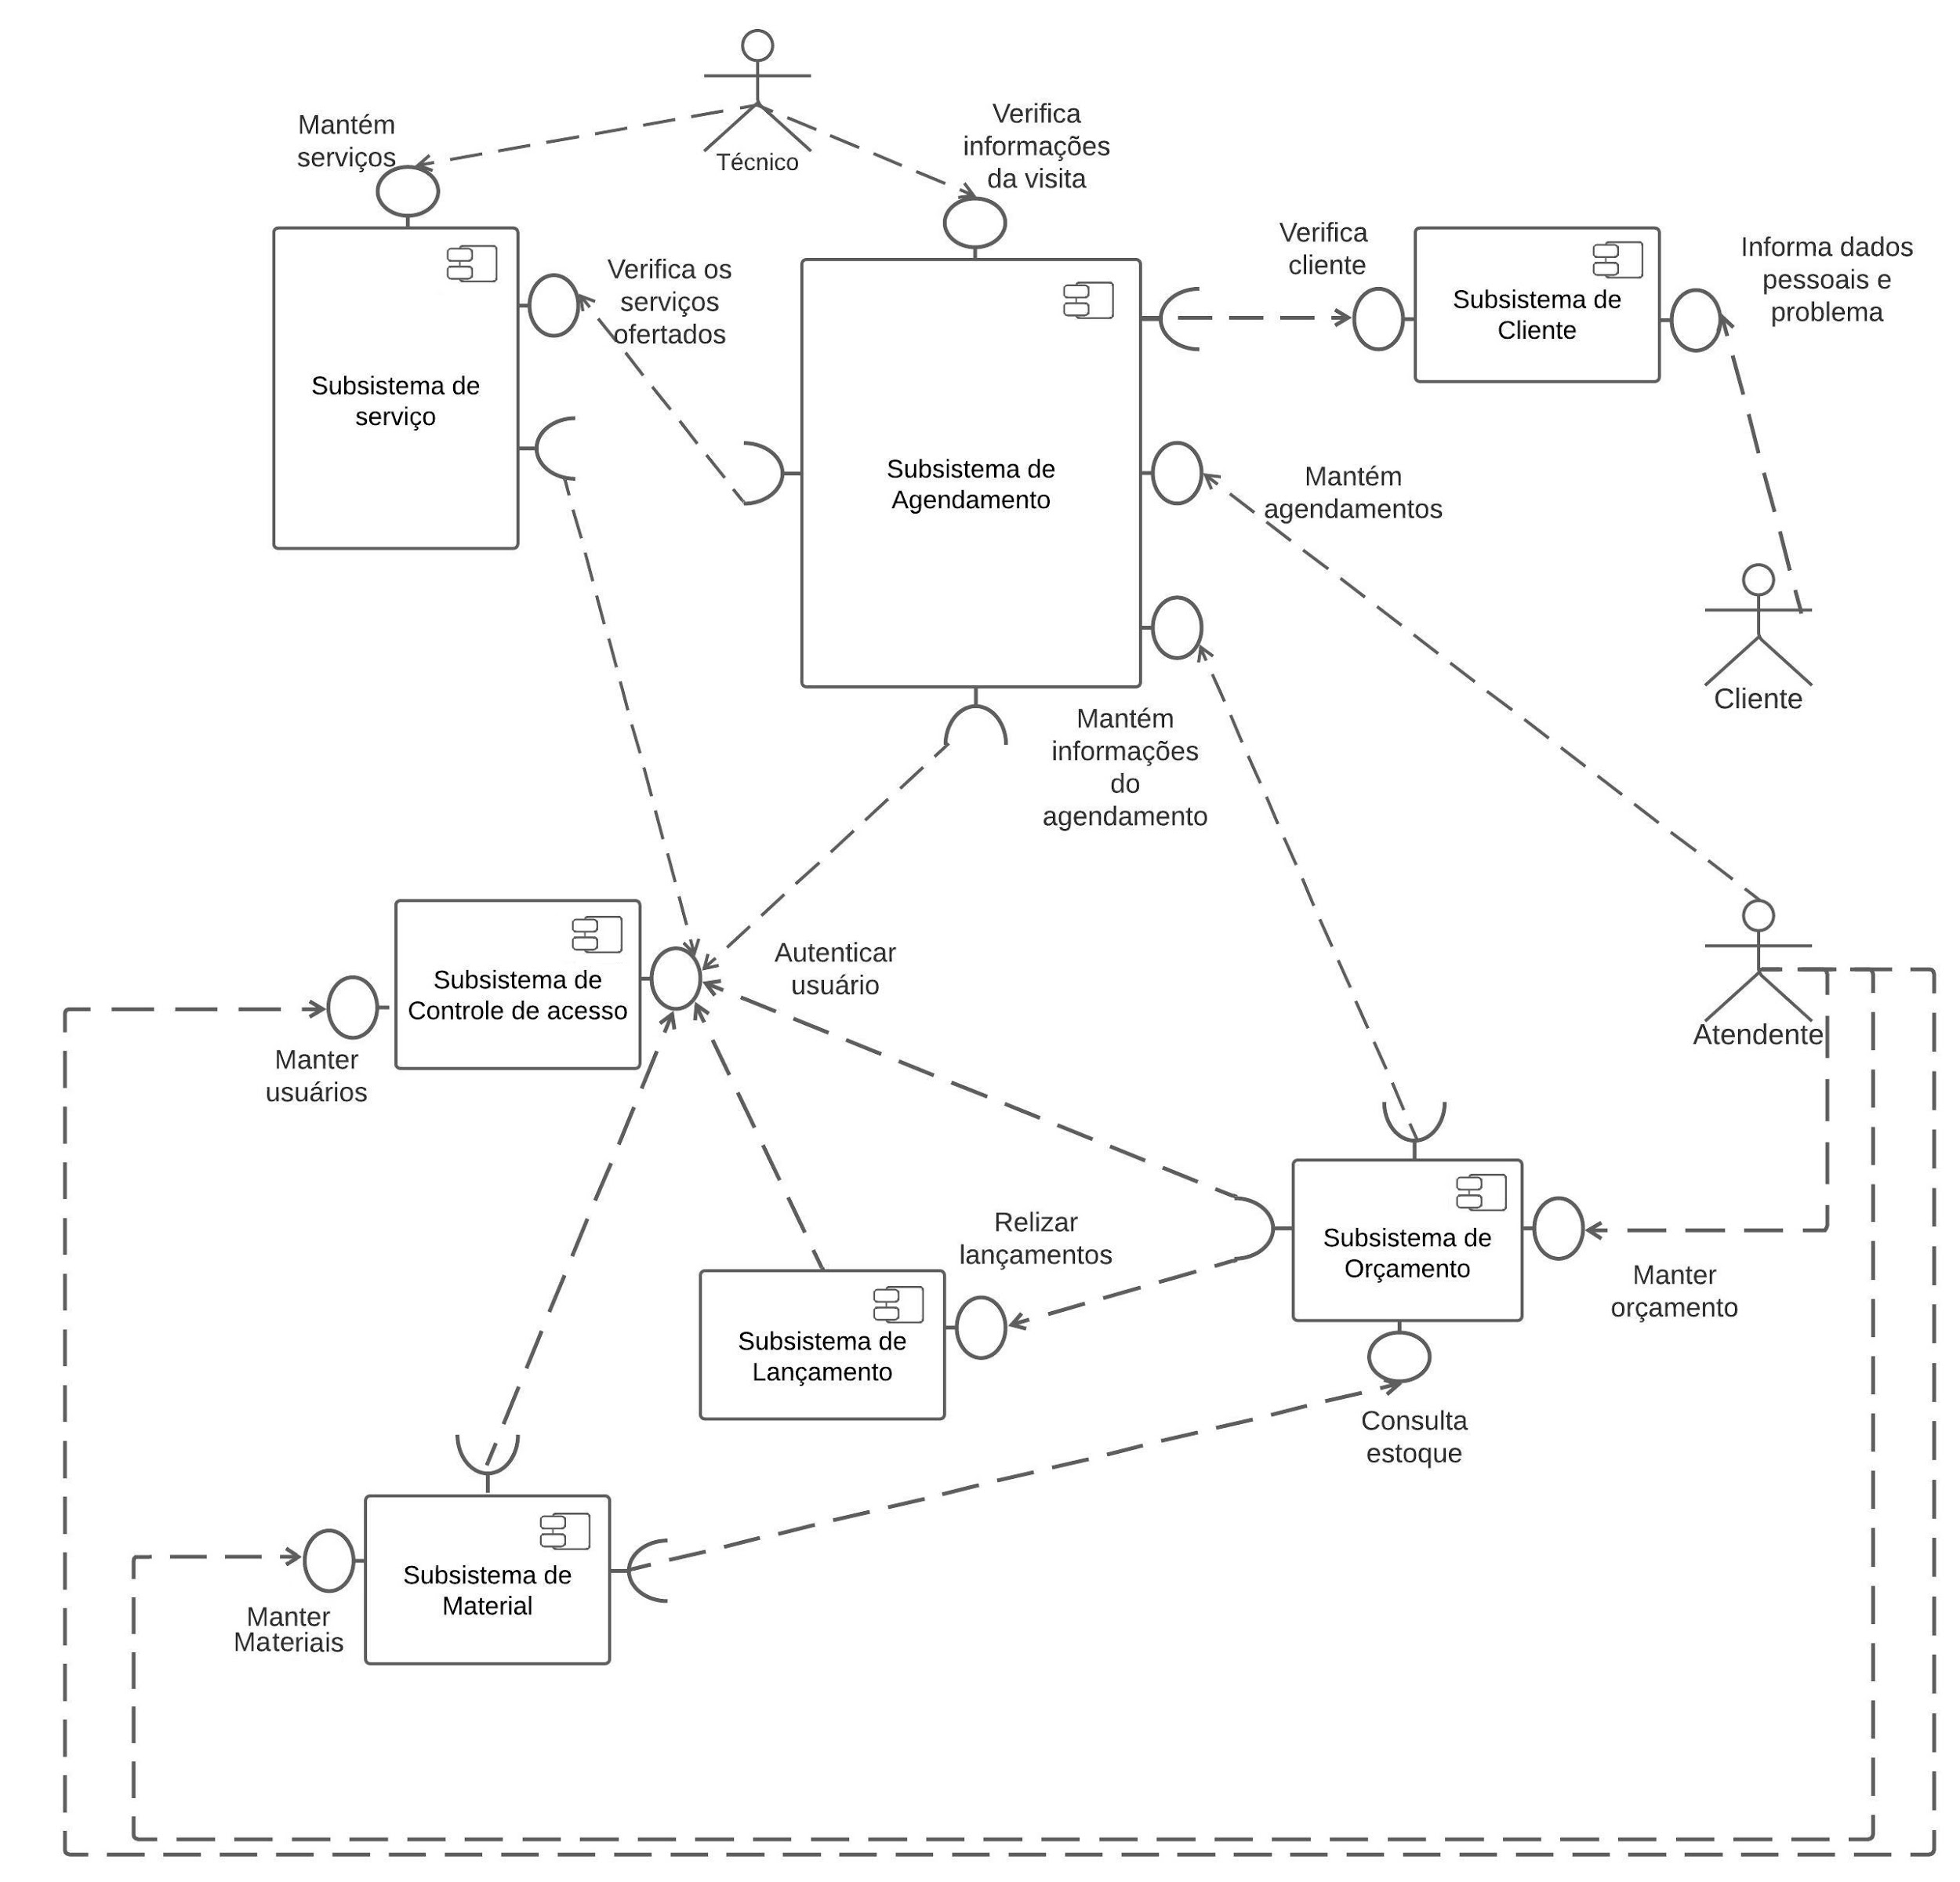 Técnico
Mantém
serviços
Verifica
informações
da visita
Verifica
cliente
Informa dados
pessoais e
problema
Verifica os
serviços
ofertados
Subsistema de
serviço
Subsistema de
Agendamento
Subsistema de
Cliente
Mantém
agendamentos
Cliente
Mantém
informações
do
agendamento
Autenticar
usuário
Subsistema de
Controle de acesso
Manter
usuários
Atendente
Relizar
lançamentos
Subsistema de
Orçamento
Manter
orçamento
Subsistema de
Lançamento
Consulta
estoque
Subsistema de
Material
Manter
Materiais